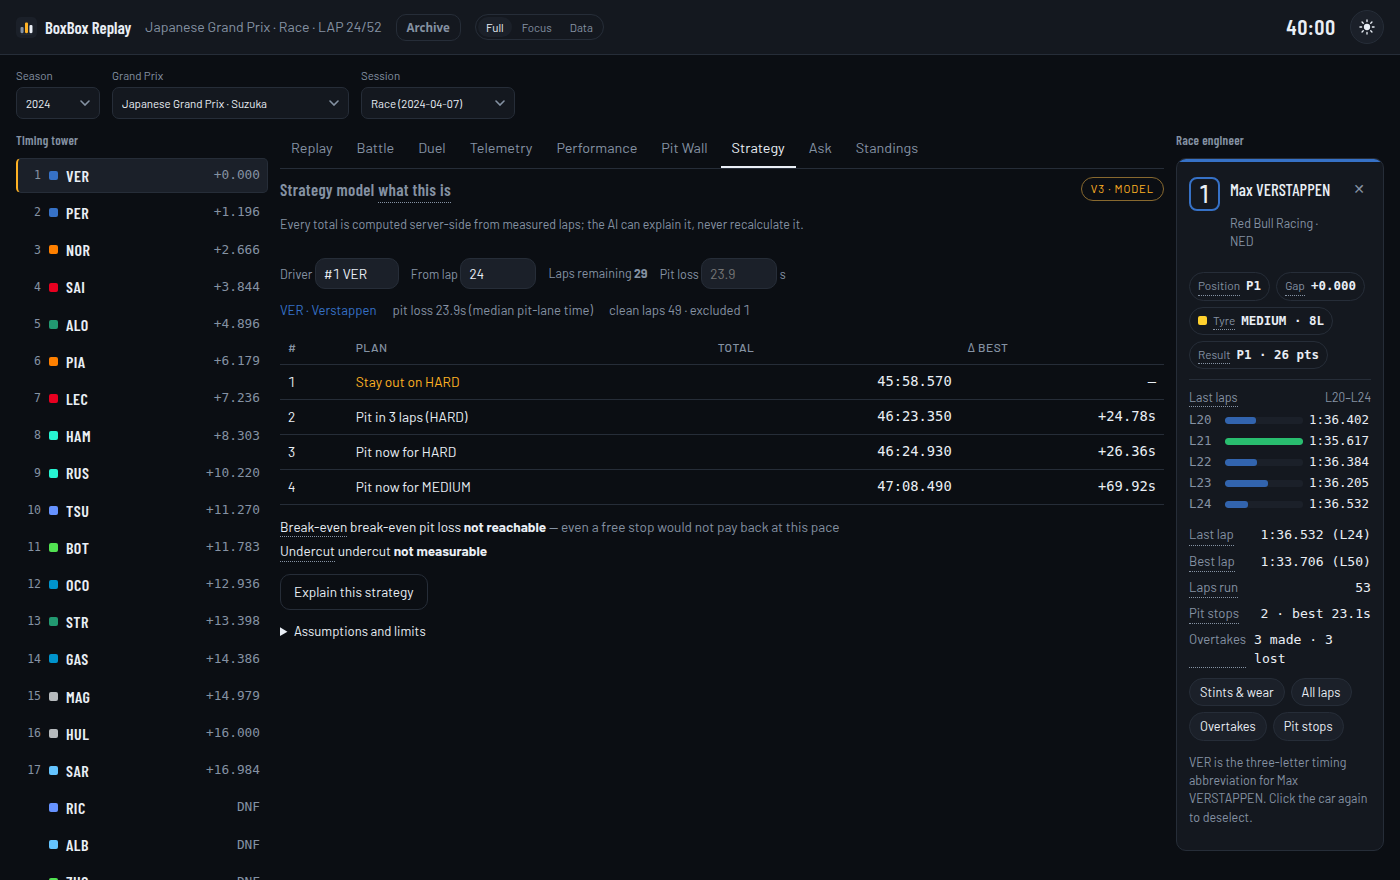 BoxBox Replay Japanese Grand Prix · Race · LAP 24/52 Archive Full Focus Data 40:00
Season Grand Prix Session
2024 Japanese Grand Prix · Suzuka Race (2024-04-07)
Timing tower
1 VER +0.000
2 PER +1.196
3 NOR +2.666
4 SAI +3.844
5 ALO +4.896
6 PIA +6.179
7 LEC +7.236
8 HAM +8.303
9 RUS +10.220
10 TSU +11.270
11 BOT +11.783
12 OCO +12.936
13 STR +13.398
14 GAS +14.386
15 MAG +14.979
16 HUL +16.000
17 SAR +16.984
RIC DNF
ALB DNF
ZHO DNF
Replay Battle Duel Telemetry Performance Pit Wall Strategy Ask Standings
Strategy model what this is V3 · MODEL
Every total is computed server-side from measured laps; the AI can explain it, never recalculate it.
Driver #1 VER From lap 24 Laps remaining 29 Pit loss 23.9 s
VER · Verstappen pit loss 23.9s (median pit-lane time) clean laps 49 · excluded 1
# PLAN TOTAL Δ BEST
1 Stay out on HARD 45:58.570 —
2 Pit in 3 laps (HARD) 46:23.350 +24.78s
3 Pit now for HARD 46:24.930 +26.36s
4 Pit now for MEDIUM 47:08.490 +69.92s
Break-even break-even pit loss not reachable — even a free stop would not pay back at this pace
Undercut undercut not measurable
Explain this strategy
▶ Assumptions and limits
Race engineer
1 Max VERSTAPPEN ✕
Red Bull Racing ·
NED
Position P1 Gap +0.000
Tyre MEDIUM · 8L
Result P1 · 26 pts
Last laps L20–L24
L20 1:36.402
L21 1:35.617
L22 1:36.384
L23 1:36.205
L24 1:36.532
Last lap 1:36.532 (L24)
Best lap 1:33.706 (L50)
Laps run 53
Pit stops 2 · best 23.1s
Overtakes 3 made · 3
lost
Stints & wear All laps
Overtakes Pit stops
VER is the three-letter timing
abbreviation for Max
VERSTAPPEN. Click the car again
to deselect.